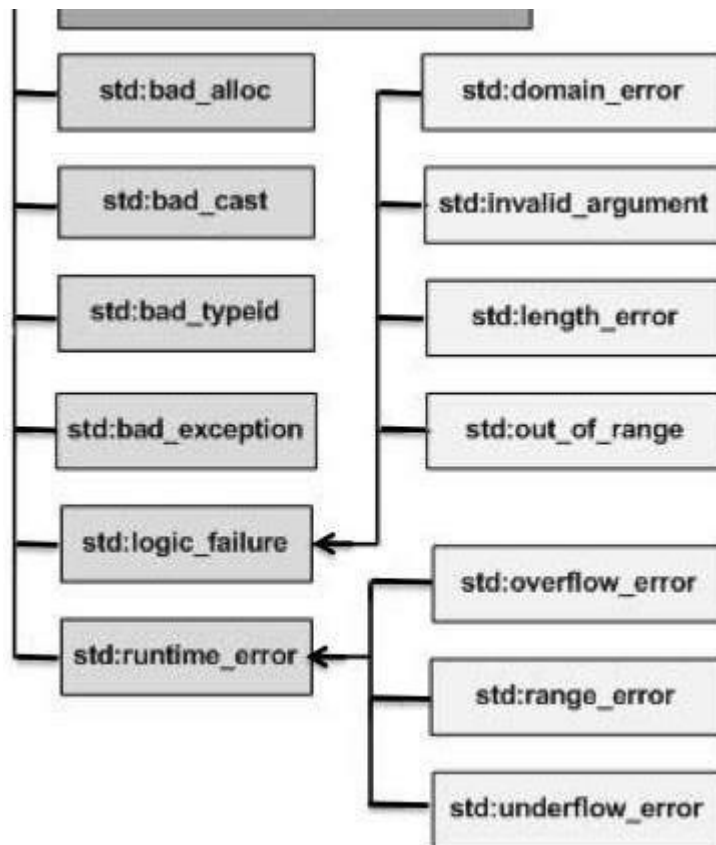 std:bad_alloc
std:domain_error
std:bad_cast
std:invalid_argument
std:bad_typeid
std:length_error
std:bad_exception
std:out_of_range
std:logic_failure
std:overflow_error
std:runtime_error
std:range_error
std:underflow_error